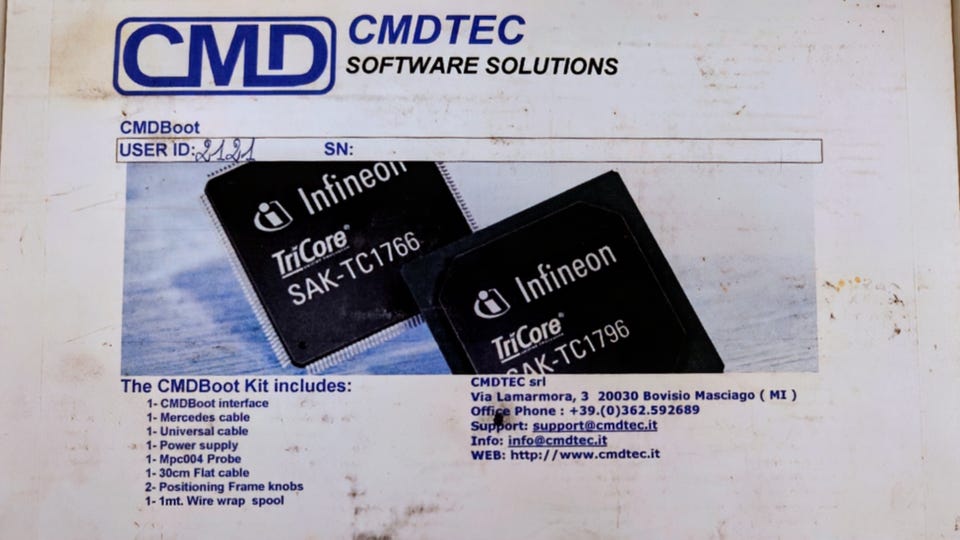 CMD CMDTEC
SOFTWARE SOLUTIONS
CMDBoot
USER ID: 2121 SN:
Infineon
TriCore®
SAK-TC1766
Infineon
TriCore®
SAK-TC1796
The CMDBoot Kit includes:
1- CMDBoot interface
1- Mercedes cable
1- Universal cable
1- Power supply
1- Mpc004 Probe
1- 30cm Flat cable
2- Positioning Frame knobs
1- 1mt. Wire wrap spool
CMDTEC srl
Via Lamarmora, 3 20030 Bovisio Masciago ( MI )
Office Phone : +39.(0)362.592689
Support: support@cmdtec.it
Info: info@cmdtec.it
WEB: http://www.cmdtec.it